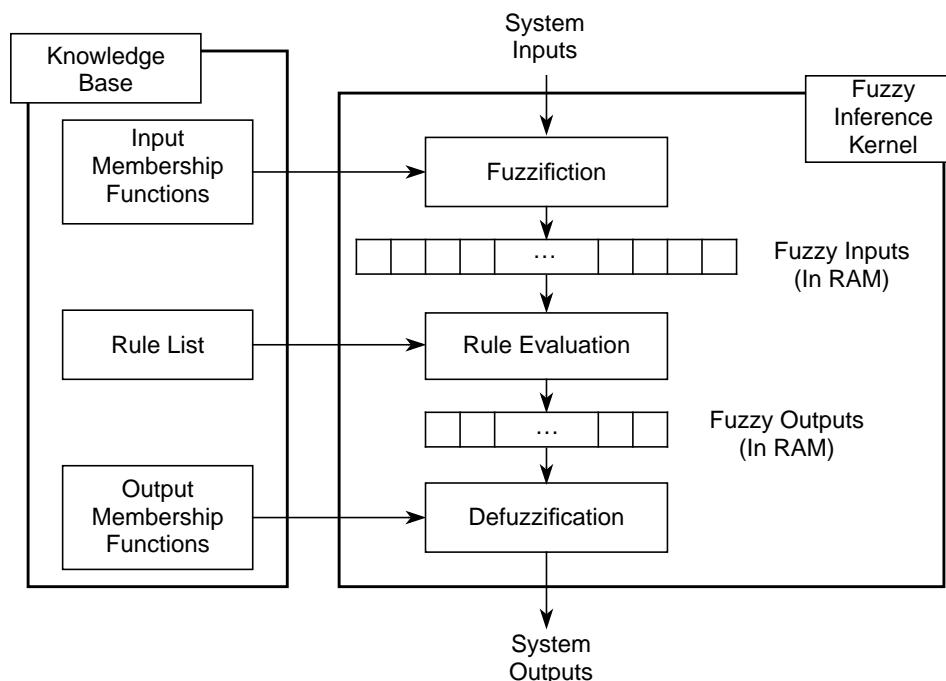 System
Inputs
Knowledge
Base
Fuzzy
Inference
Kernel
Input
Membership
Functions
Fuzzifiction
…
Fuzzy Inputs
(In RAM)
Rule List
Rule Evaluation
…
Fuzzy Outputs
(In RAM)
Output
Membership
Functions
Defuzzification
System
Outputs